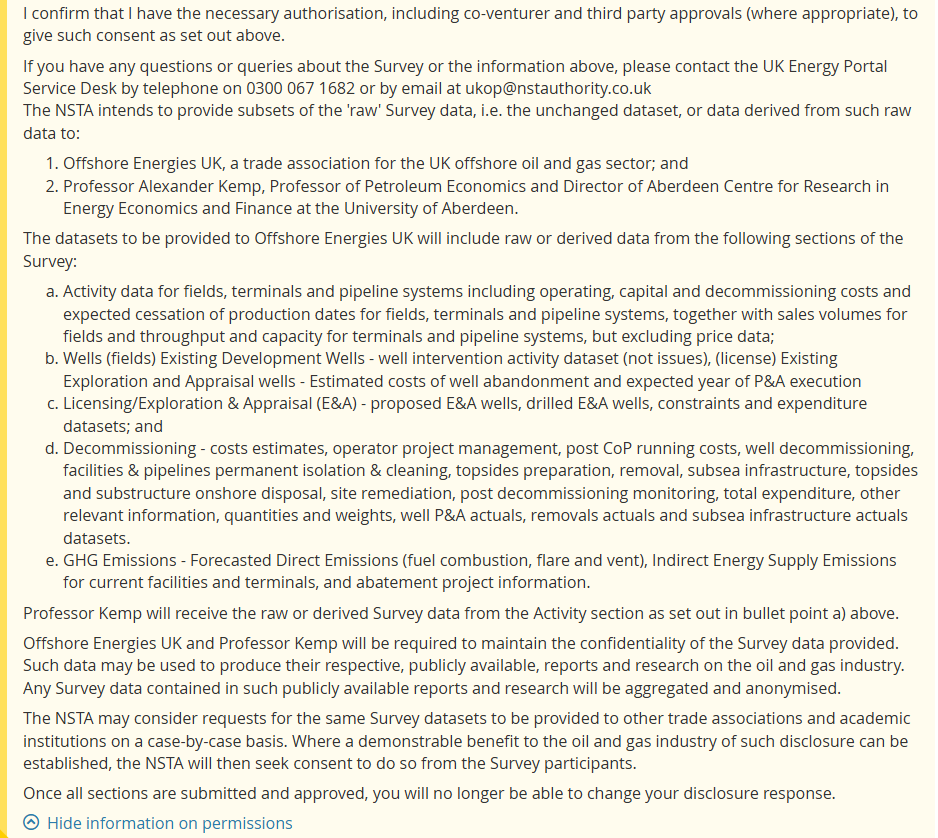 I confirm that I have the necessary authorisation, including co-venturer and third party approvals (where appropriate), to
give such consent as set out above.
If you have any questions or queries about the Survey or the information above, please contact the UK Energy Portal
Service Desk by telephone on 0300 067 1682 or by email at ukop@nstauthority.co.uk
The NSTA intends to provide subsets of the 'raw' Survey data, i.e. the unchanged dataset, or data derived from such raw
data to:
1. Offshore Energies UK, a trade association for the UK offshore oil and gas sector; and
2. Professor Alexander Kemp, Professor of Petroleum Economics and Director of Aberdeen Centre for Research in
Energy Economics and Finance at the University of Aberdeen.
The datasets to be provided to Offshore Energies UK will include raw or derived data from the following sections of the
Survey:
a. Activity data for fields, terminals and pipeline systems including operating, capital and decommissioning costs and
expected cessation of production dates for fields, terminals and pipeline systems, together with sales volumes for
fields and throughput and capacity for terminals and pipeline systems, but excluding price data;
b. Wells (fields) Existing Development Wells - well intervention activity dataset (not issues), (license) Existing
Exploration and Appraisal wells - Estimated costs of well abandonment and expected year of P&A execution
c. Licensing/Exploration & Appraisal (E&A) - proposed E&A wells, drilled E&A wells, constraints and expenditure
datasets; and
d. Decommissioning - costs estimates, operator project management, post CoP running costs, well decommissioning,
facilities & pipelines permanent isolation & cleaning, topsides preparation, removal, subsea infrastructure, topsides
and substructure onshore disposal, site remediation, post decommissioning monitoring, total expenditure, other
relevant information, quantities and weights, well P&A actuals, removals actuals and subsea infrastructure actuals
datasets.
e. GHG Emissions - Forecasted Direct Emissions (fuel combustion, flare and vent), Indirect Energy Supply Emissions
for current facilities and terminals, and abatement project information.
Professor Kemp will receive the raw or derived Survey data from the Activity section as set out in bullet point a) above.
Offshore Energies UK and Professor Kemp will be required to maintain the confidentiality of the Survey data provided.
Such data may be used to produce their respective, publicly available, reports and research on the oil and gas industry.
Any Survey data contained in such publicly available reports and research will be aggregated and anonymised.
The NSTA may consider requests for the same Survey datasets to be provided to other trade associations and academic
institutions on a case-by-case basis. Where a demonstrable benefit to the oil and gas industry of such disclosure can be
established, the NSTA will then seek consent to do so from the Survey participants.
Once all sections are submitted and approved, you will no longer be able to change your disclosure response.
Hide information on permissions